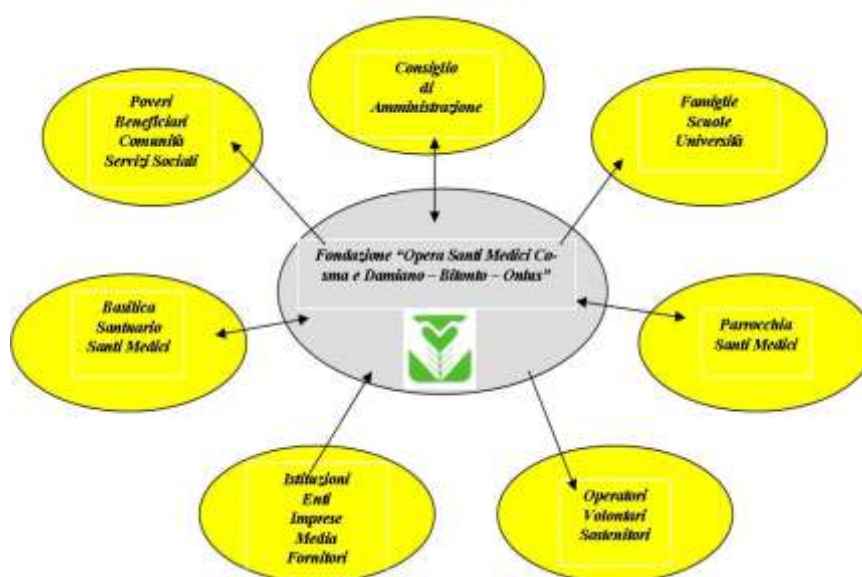 Consiglio
di
Amministrazione
Poveri
Beneficiari
Comunità
Servizi Sociali
Famiglie
Scuole
Università
Fondazione “Opera Santi Medici Co-
sma e Damiano – Bitonto – Onlus”
Basilica
Santuario
Santi Medici
Parrocchia
Santi Medici
Istituzioni
Enti
Imprese
Media
Fornitori
Operatori
Volontari
Sostenitori